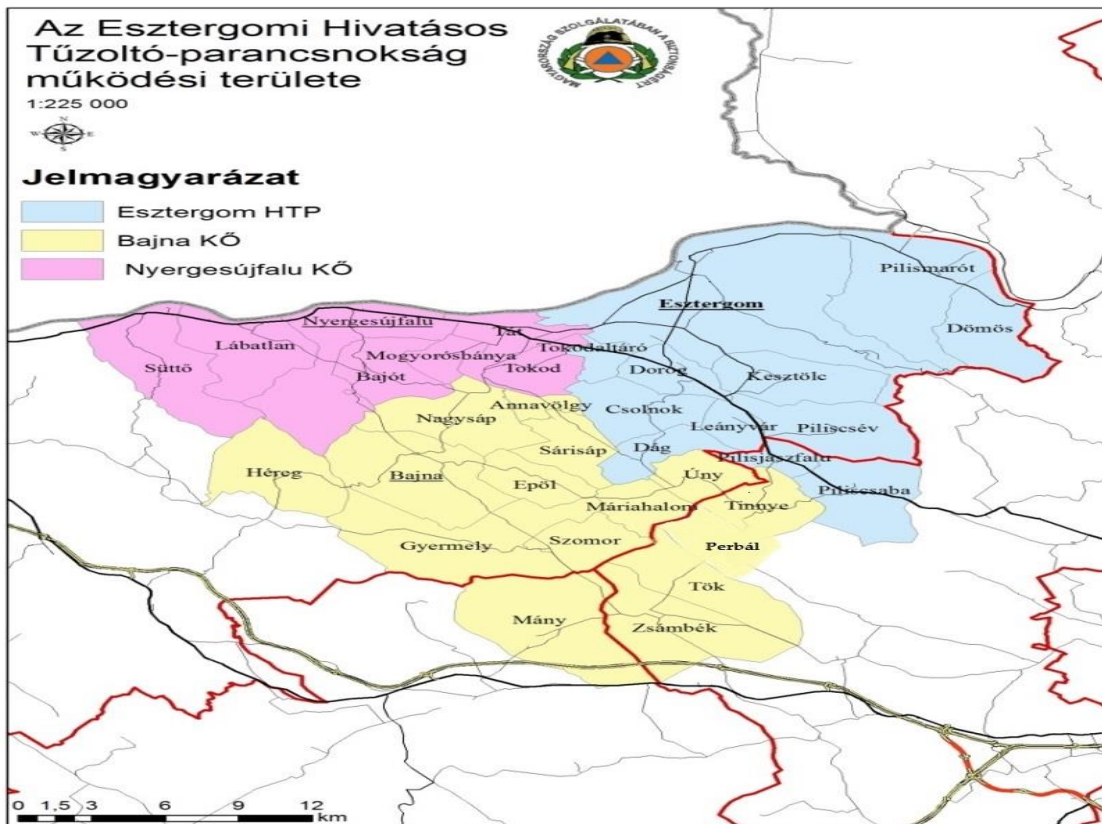 Az Esztergomi Hivatásos
Tűzoltó-parancsnokság
működési területe
1:225 000
N
W E
S
MAGYARORSZÁG SZOLGÁLATÁBAN A BIZTONSÁGÉRT
Jelmagyarázat
Esztergom HTP
Bajna KŐ
Nyergesújfalu KŐ
Pilismarót
Esztergom
Dömös
Nyergesújfalu
Tát
Lábatlan
Tokodaltáró
Mogyorósbánya
Süttő
Bajót
Tokod
Dorog
Kesztölc
Annavölgy
Csolnok
Nagysáp
Leányvár
Piliscsév
Sárisáp
Dág
Pilisjászfalu
Héreg
Bajna
Epöl
Úny
Piliscsaba
Máriahalom
Tinnye
Gyermely
Szomor
Perbál
Tök
Mány
Zsámbék
0 1,5 3 6 9 12
km